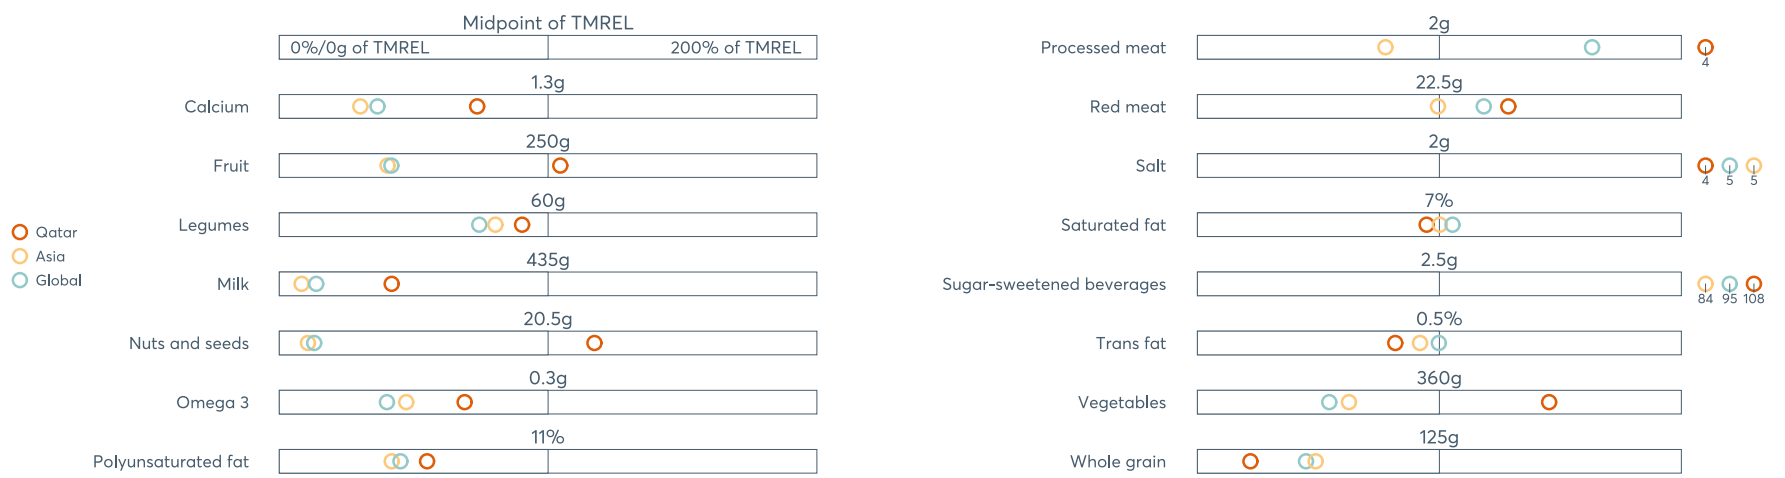 Midpoint of TMREL
0%/0g of TMREL
200% of TMREL
1.3g
Calcium
250g
Fruit
60g
Legumes
435g
Milk
20.5g
Nuts and seeds
0.3g
Omega 3
11%
Polyunsaturated fat
Qatar
Asia
Global
2g
Processed meat
4
22.5g
Red meat
2g
Salt
4 5 5
7%
Saturated fat
2.5g
Sugar-sweetened beverages
84 95 108
0.5%
Trans fat
360g
Vegetables
125g
Whole grain